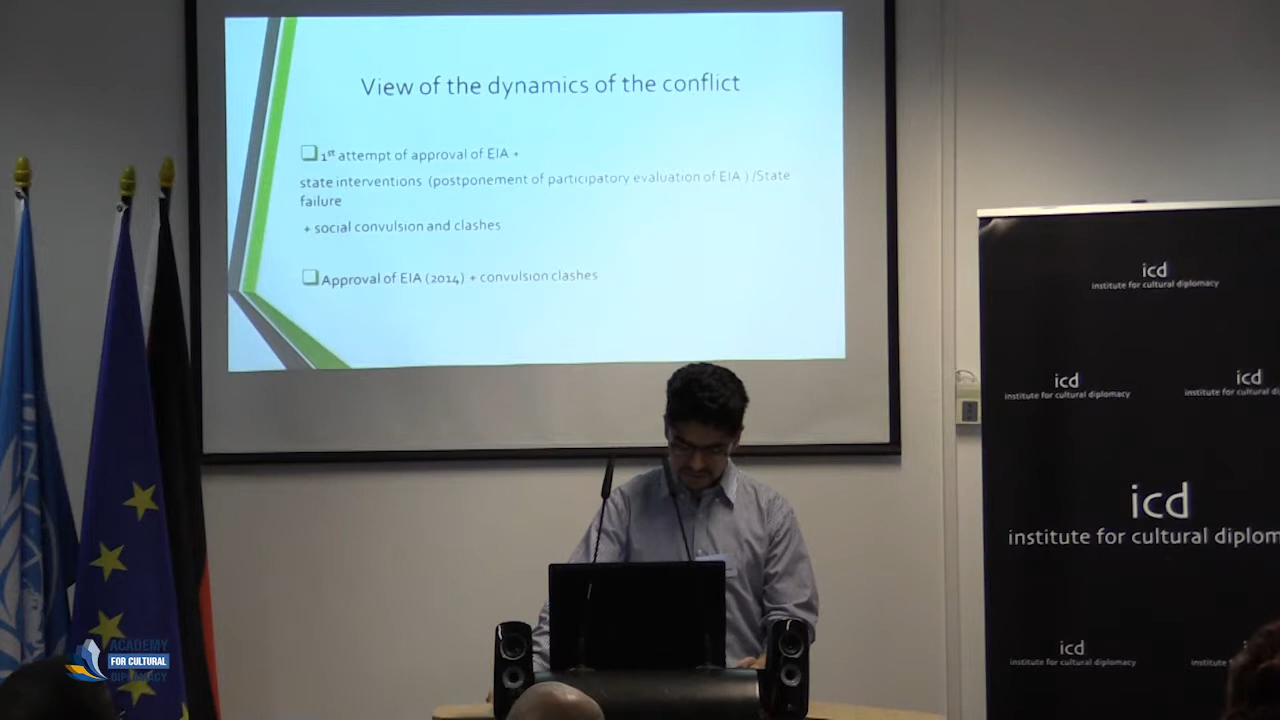 View of the dynamics of the conflict
1st attempt of approval of EIA +
state interventions (postponement of participatory evaluation of EIA ) /State
failure
+ social convulsion and clashes
Approval of EIA (2014) + convulsion clashes
icd
institute for cultural diplomacy
icd
institute for cultural diplomacy
icd
institute for cultural di
icd
institute for cultural diplom
icd
institute for cultural diplomacy
institute
ACADEMY
FOR CULTURAL
DIPLOMACY